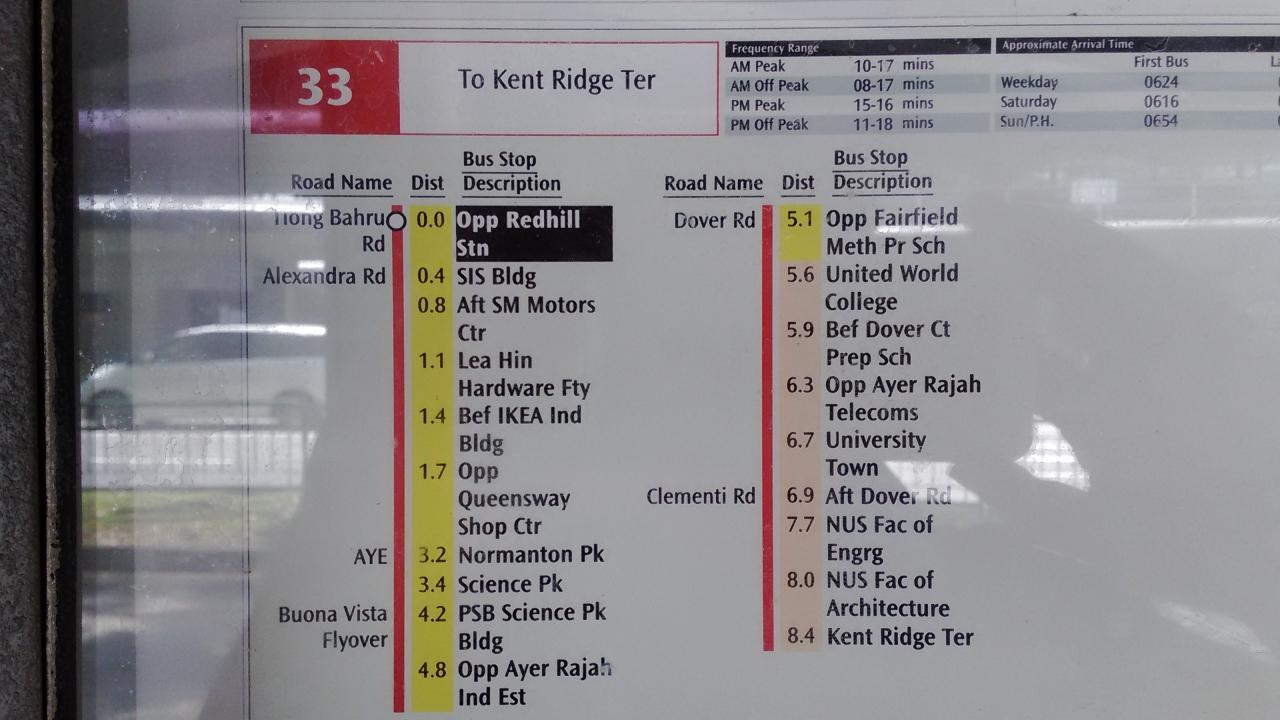 33
To Kent Ridge Ter
Frequency Range
AM Peak 10-17 mins
AM Off Peak 08-17 mins
PM Peak 15-16 mins
PM Off Peak 11-18 mins
Approximate Arrival Time
First Bus
Weekday 0624
Saturday 0616
Sun/P.H. 0654
Road Name Dist Bus Stop
Description
Tiong Bahru 0.0 Opp Redhill
Rd Stn
Alexandra Rd 0.4 SIS Bldg
0.8 Aft SM Motors
Ctr
1.1 Lea Hin
Hardware Fty
1.4 Bef IKEA Ind
Bldg
1.7 Opp
Queensway
Shop Ctr
AYE 3.2 Normanton Pk
3.4 Science Pk
Buona Vista 4.2 PSB Science Pk
Flyover Bldg
4.8 Opp Ayer Rajah
Ind Est
Road Name Dist Bus Stop
Description
Dover Rd 5.1 Opp Fairfield
Meth Pr Sch
5.6 United World
College
5.9 Bef Dover Ct
Prep Sch
6.3 Opp Ayer Rajah
Telecoms
6.7 University
Town
Clementi Rd 6.9 Aft Dover Rd
7.7 NUS Fac of
Engrg
8.0 NUS Fac of
Architecture
8.4 Kent Ridge Ter